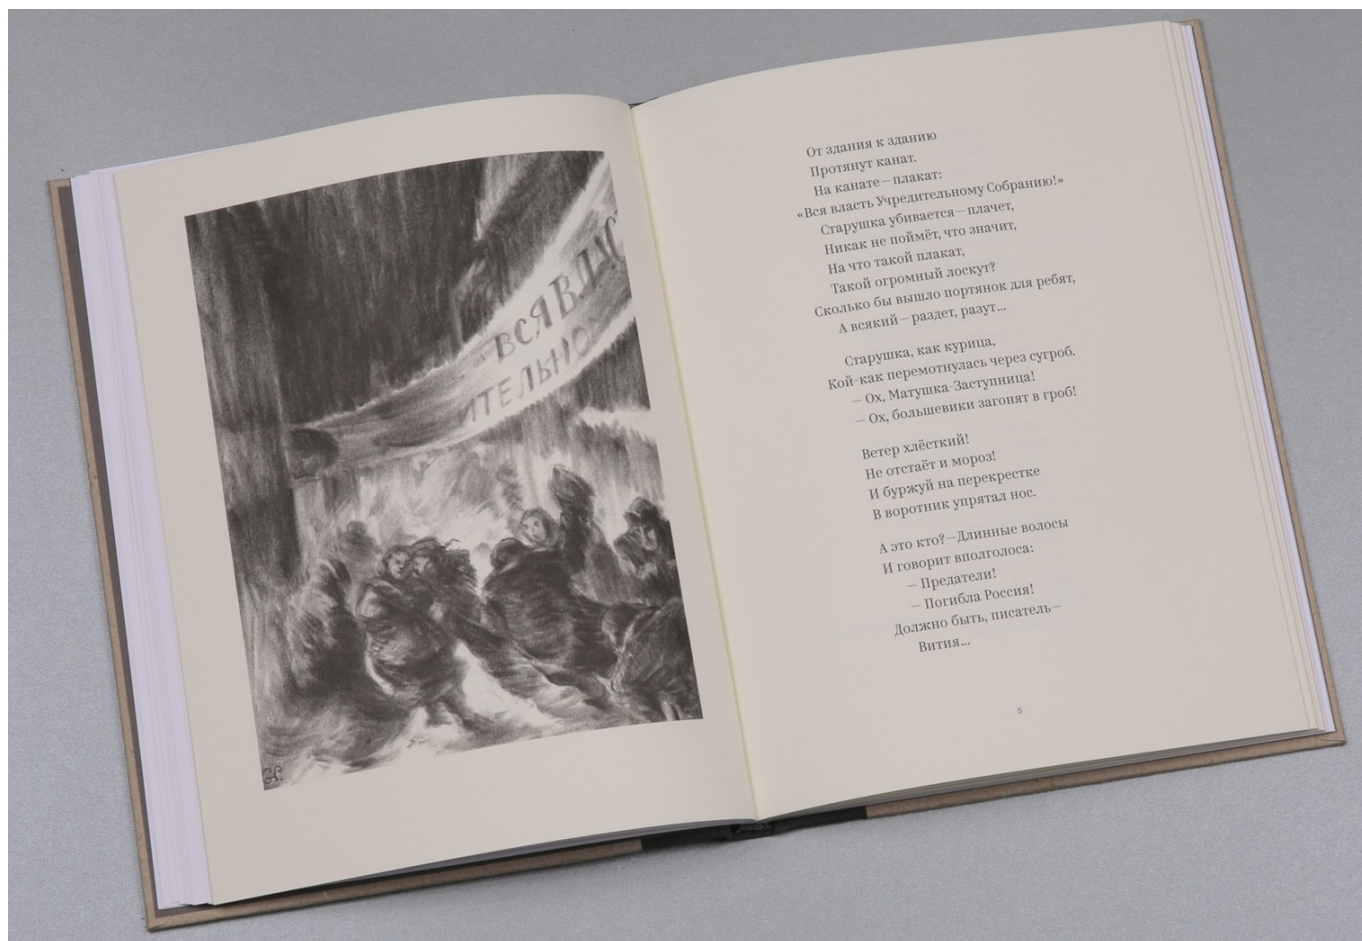 ВСЯ ВЛАС
ИТЕЛЬНОМ
От здания к зданию
Протянут канат.
На канате – плакат:
«Вся власть Учредительному Собранию!»
Старушка убивается – плачет,
Никак не поймёт, что значит,
На что такой плакат,
Такой огромный лоскут?
Сколько бы вышло портянок для ребят,
А всякий – раздет, разут...
Старушка, как курица,
Кой-как перемотнулась через сугроб.
– Ох, Матушка-Заступница!
– Ох, большевики загонят в гроб!
Ветер хлёсткий!
Не отстаёт и мороз!
И буржуй на перекрестке
В воротник упрятал нос.
А это кто? – Длинные волосы
И говорит вполголоса:
– Предатели!
– Погибла Россия!
Должно быть, писатель –
Вития...
5